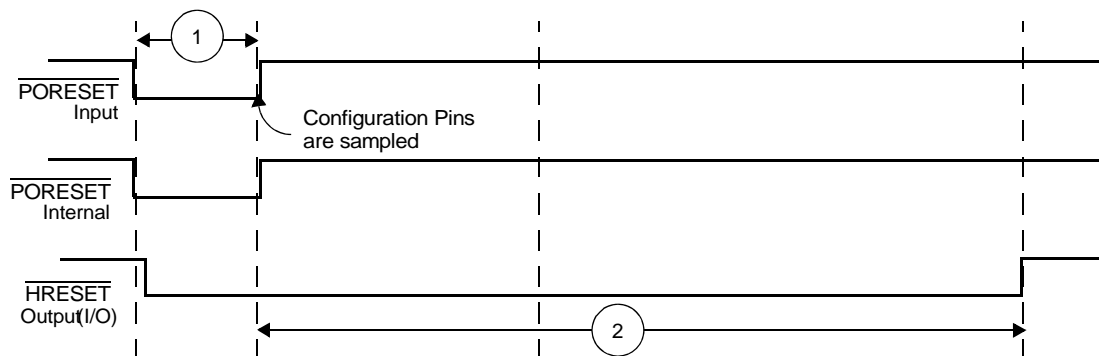 1
PORESET
Input
Configuration Pins
are sampled
PORESET
Internal
HRESET
Output(I/O)
2